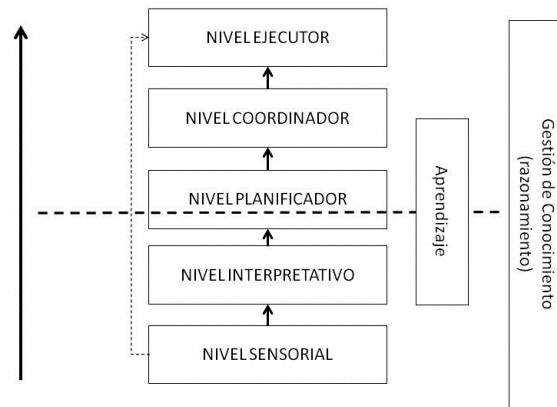 NIVEL EJECUTOR
NIVEL COORDINADOR
NIVEL PLANIFICADOR
NIVEL INTERPRETATIVO
NIVEL SENSORIAL
Aprendizaje
Gestión de Conocimiento
(razonamiento)